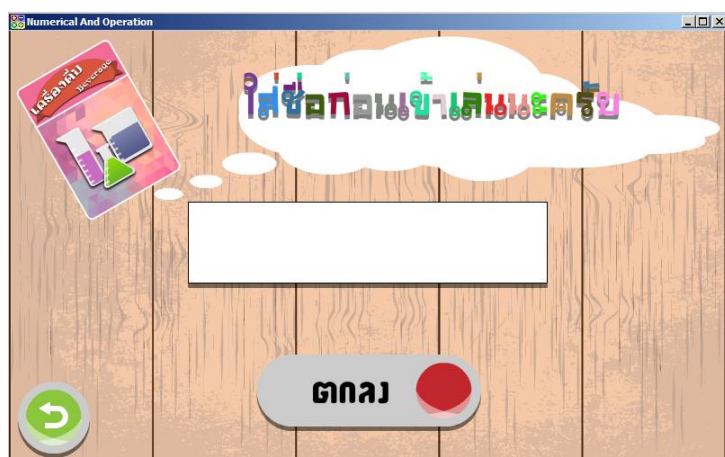 Numerical And Operation
เครื่องดื่ม
Beverage
ใส่ชื่อก่อนเข้าเล่นนะครับ
ตกลง